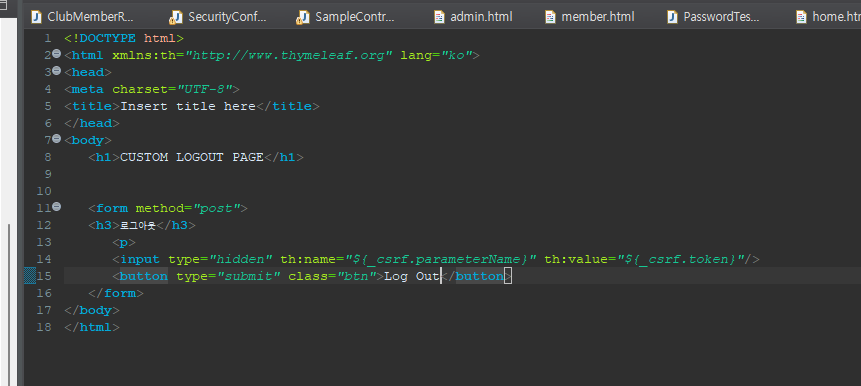 ClubMemberR... SecurityConf... SampleContr... admin.html member.html PasswordTes... home.htm
1 <!DOCTYPE html>
2 <html xmlns:th="http://www.thymeleaf.org" lang="ko">
3 <head>
4 <meta charset="UTF-8">
5 <title>Insert title here</title>
6 </head>
7 <body>
8 <h1>CUSTOM LOGOUT PAGE</h1>
9
10
11 <form method="post">
12 <h3>로그아웃</h3>
13 <p>
14 <input type="hidden" th:name="${_csrf.parameterName}" th:value="${_csrf.token}"/>
15 <button type="submit" class="btn">Log Out</button>
16 </form>
17 </body>
18 </html>